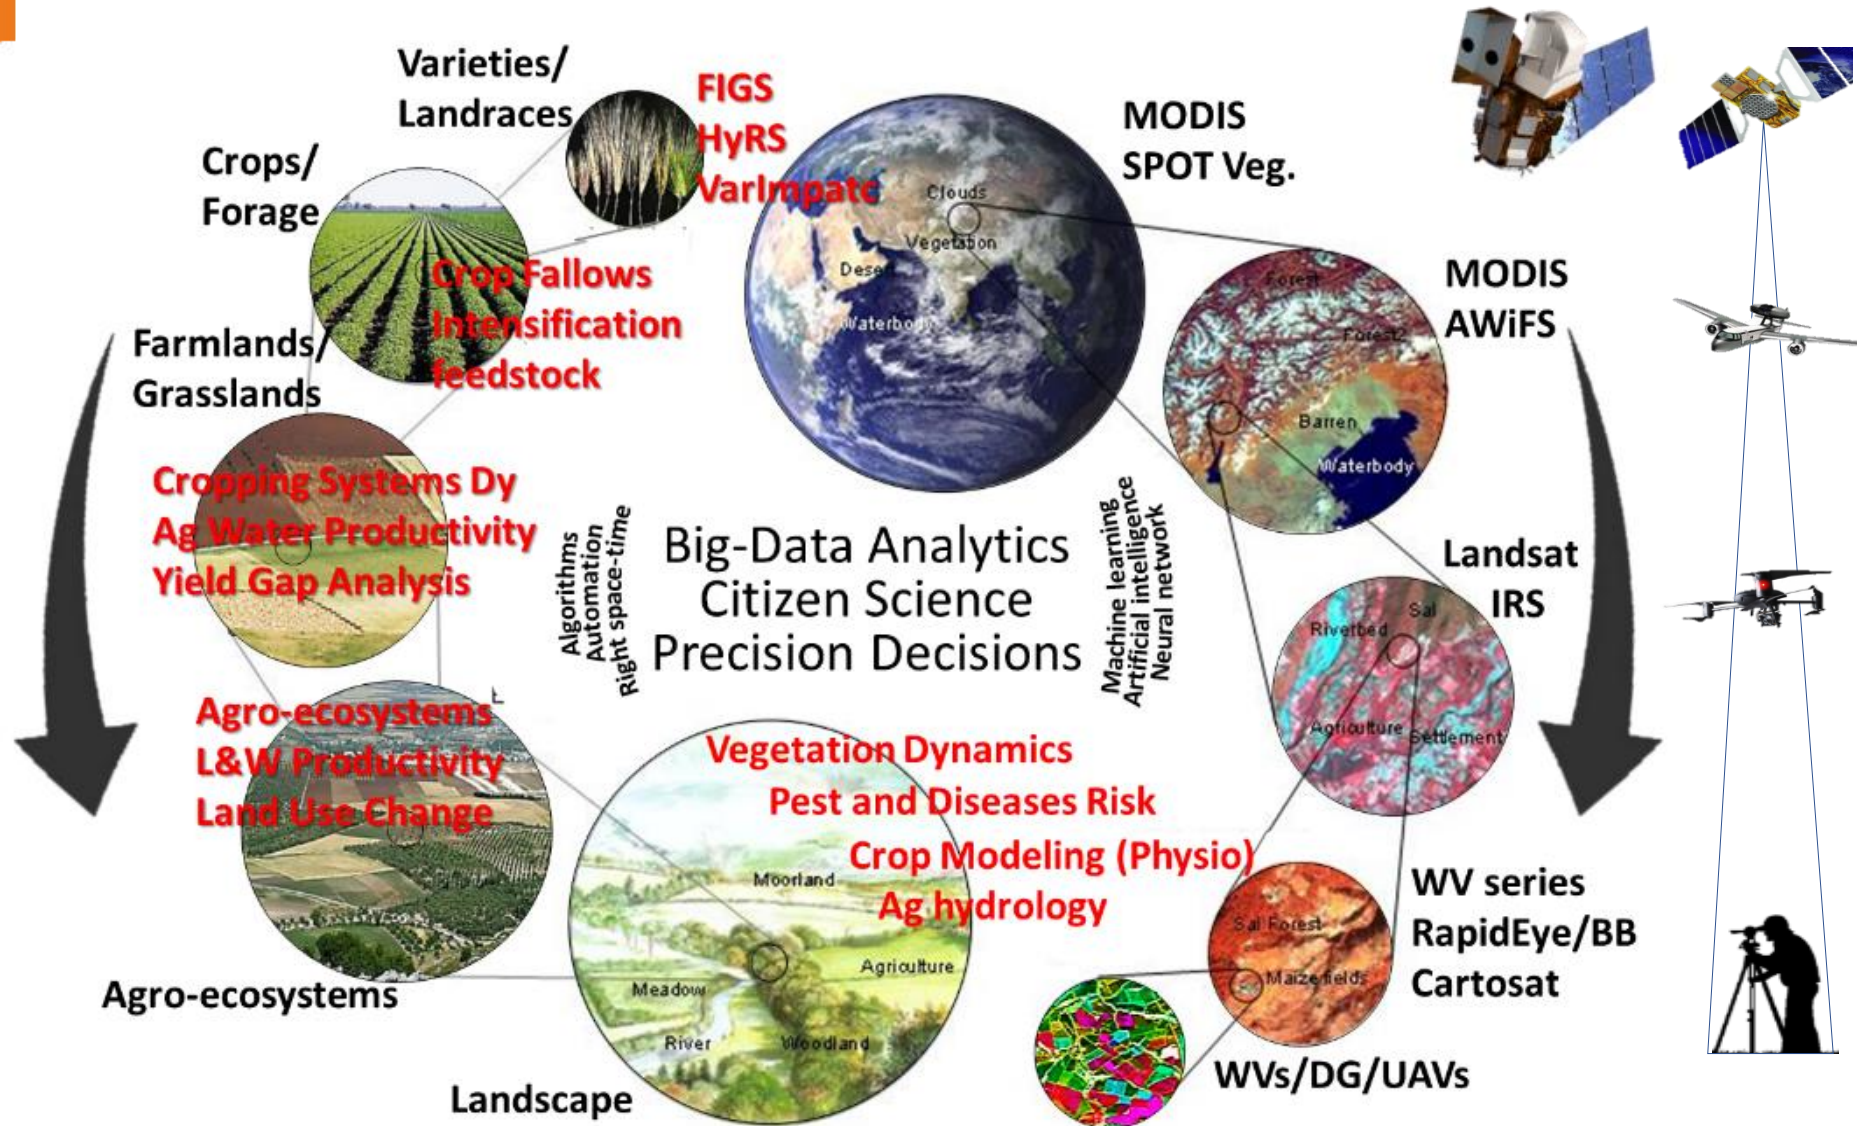 Varieties/
Landraces
FIGS
HyRS
VarImpatc
Crops/
Forage
Crop Fallows
Intensification
feedstock
Farmlands/
Grasslands
Cropping Systems Dy
Ag Water Productivity
Yield Gap Analysis
Agro-ecosystems
L&W Productivity
Land Use Change
Agro-ecosystems
Landscape
Clouds
Vegetation
Desert
Waterbody
MODIS
SPOT Veg.
MODIS
AWiFS
Forest
Forest2
Barren
Waterbody
Algorithms
Automation
Right space-time
Big-Data Analytics
Citizen Science
Precision Decisions
Machine learning
Artificial intelligence
Neural network
Landsat
IRS
Sal
Riverbed
Agriculture
Settlement
Vegetation Dynamics
Pest and Diseases Risk
Crop Modeling (Physio)
Ag hydrology
Moorland
Agriculture
Meadow
River
Woodland
WV series
RapidEye/BB
Cartosat
Sal Forest
Maize fields
WVs/DG/UAVs